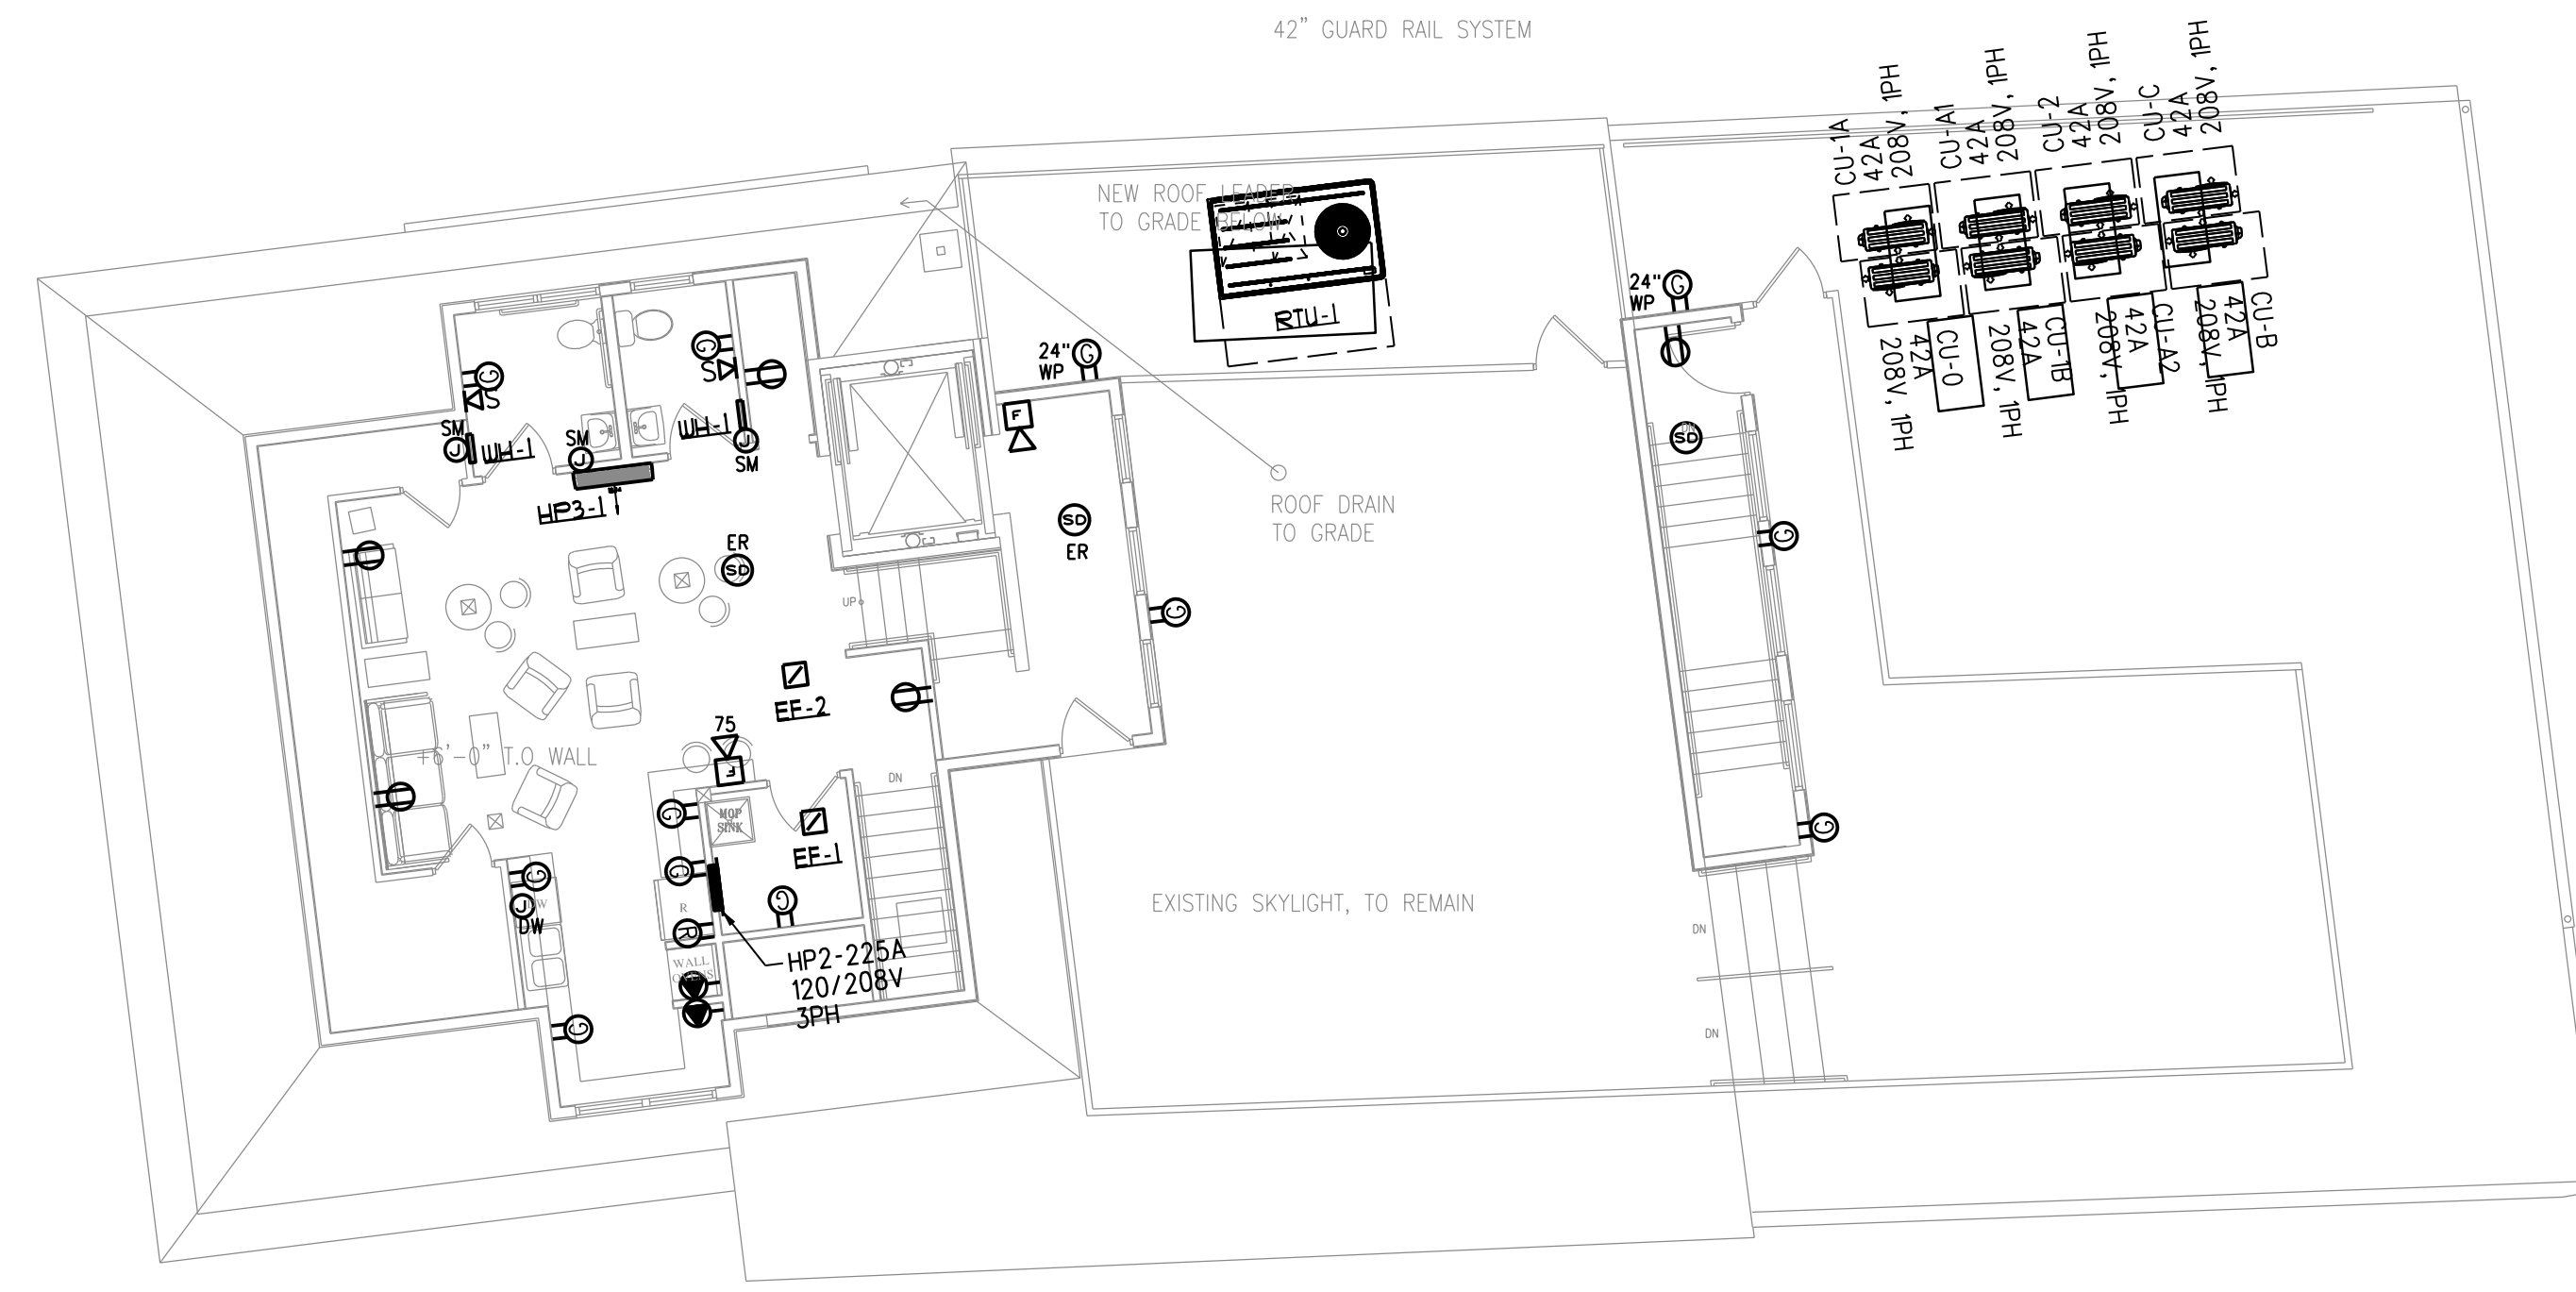 42" GUARD RAIL SYSTEM
CU-1A
42A
208V, 1PH
CU-A1
42A
208V, 1PH
CU-2
42A
208V, 1PH
CU-C
42A
208V, 1PH
NEW ROOF LEADER
TO GRADE BELOW
RTU-1
24"
WP
G
24"
WP
G
CU-0
42A
208V, 1PH
CU-1B
42A
208V, 1PH
CU-A2
42A
208V, 1PH
CU-B
42A
208V, 1PH
G
S
G
S
SM
J
WH-1
SM
J
WH-1
J
SM
HP3-1
F
DN
SD
ROOF DRAIN
TO GRADE
SD
ER
ER
SD
G
UP
G
EF-2
75
F
+6'-0" T.O WALL
DN
G
MOP
SINK
EF-1
G
G
G
G
J
DW
DW
R
R
WALL
OVENS
G
HP2-225A
120/208V
3PH
G
EXISTING SKYLIGHT, TO REMAIN
DN
DN